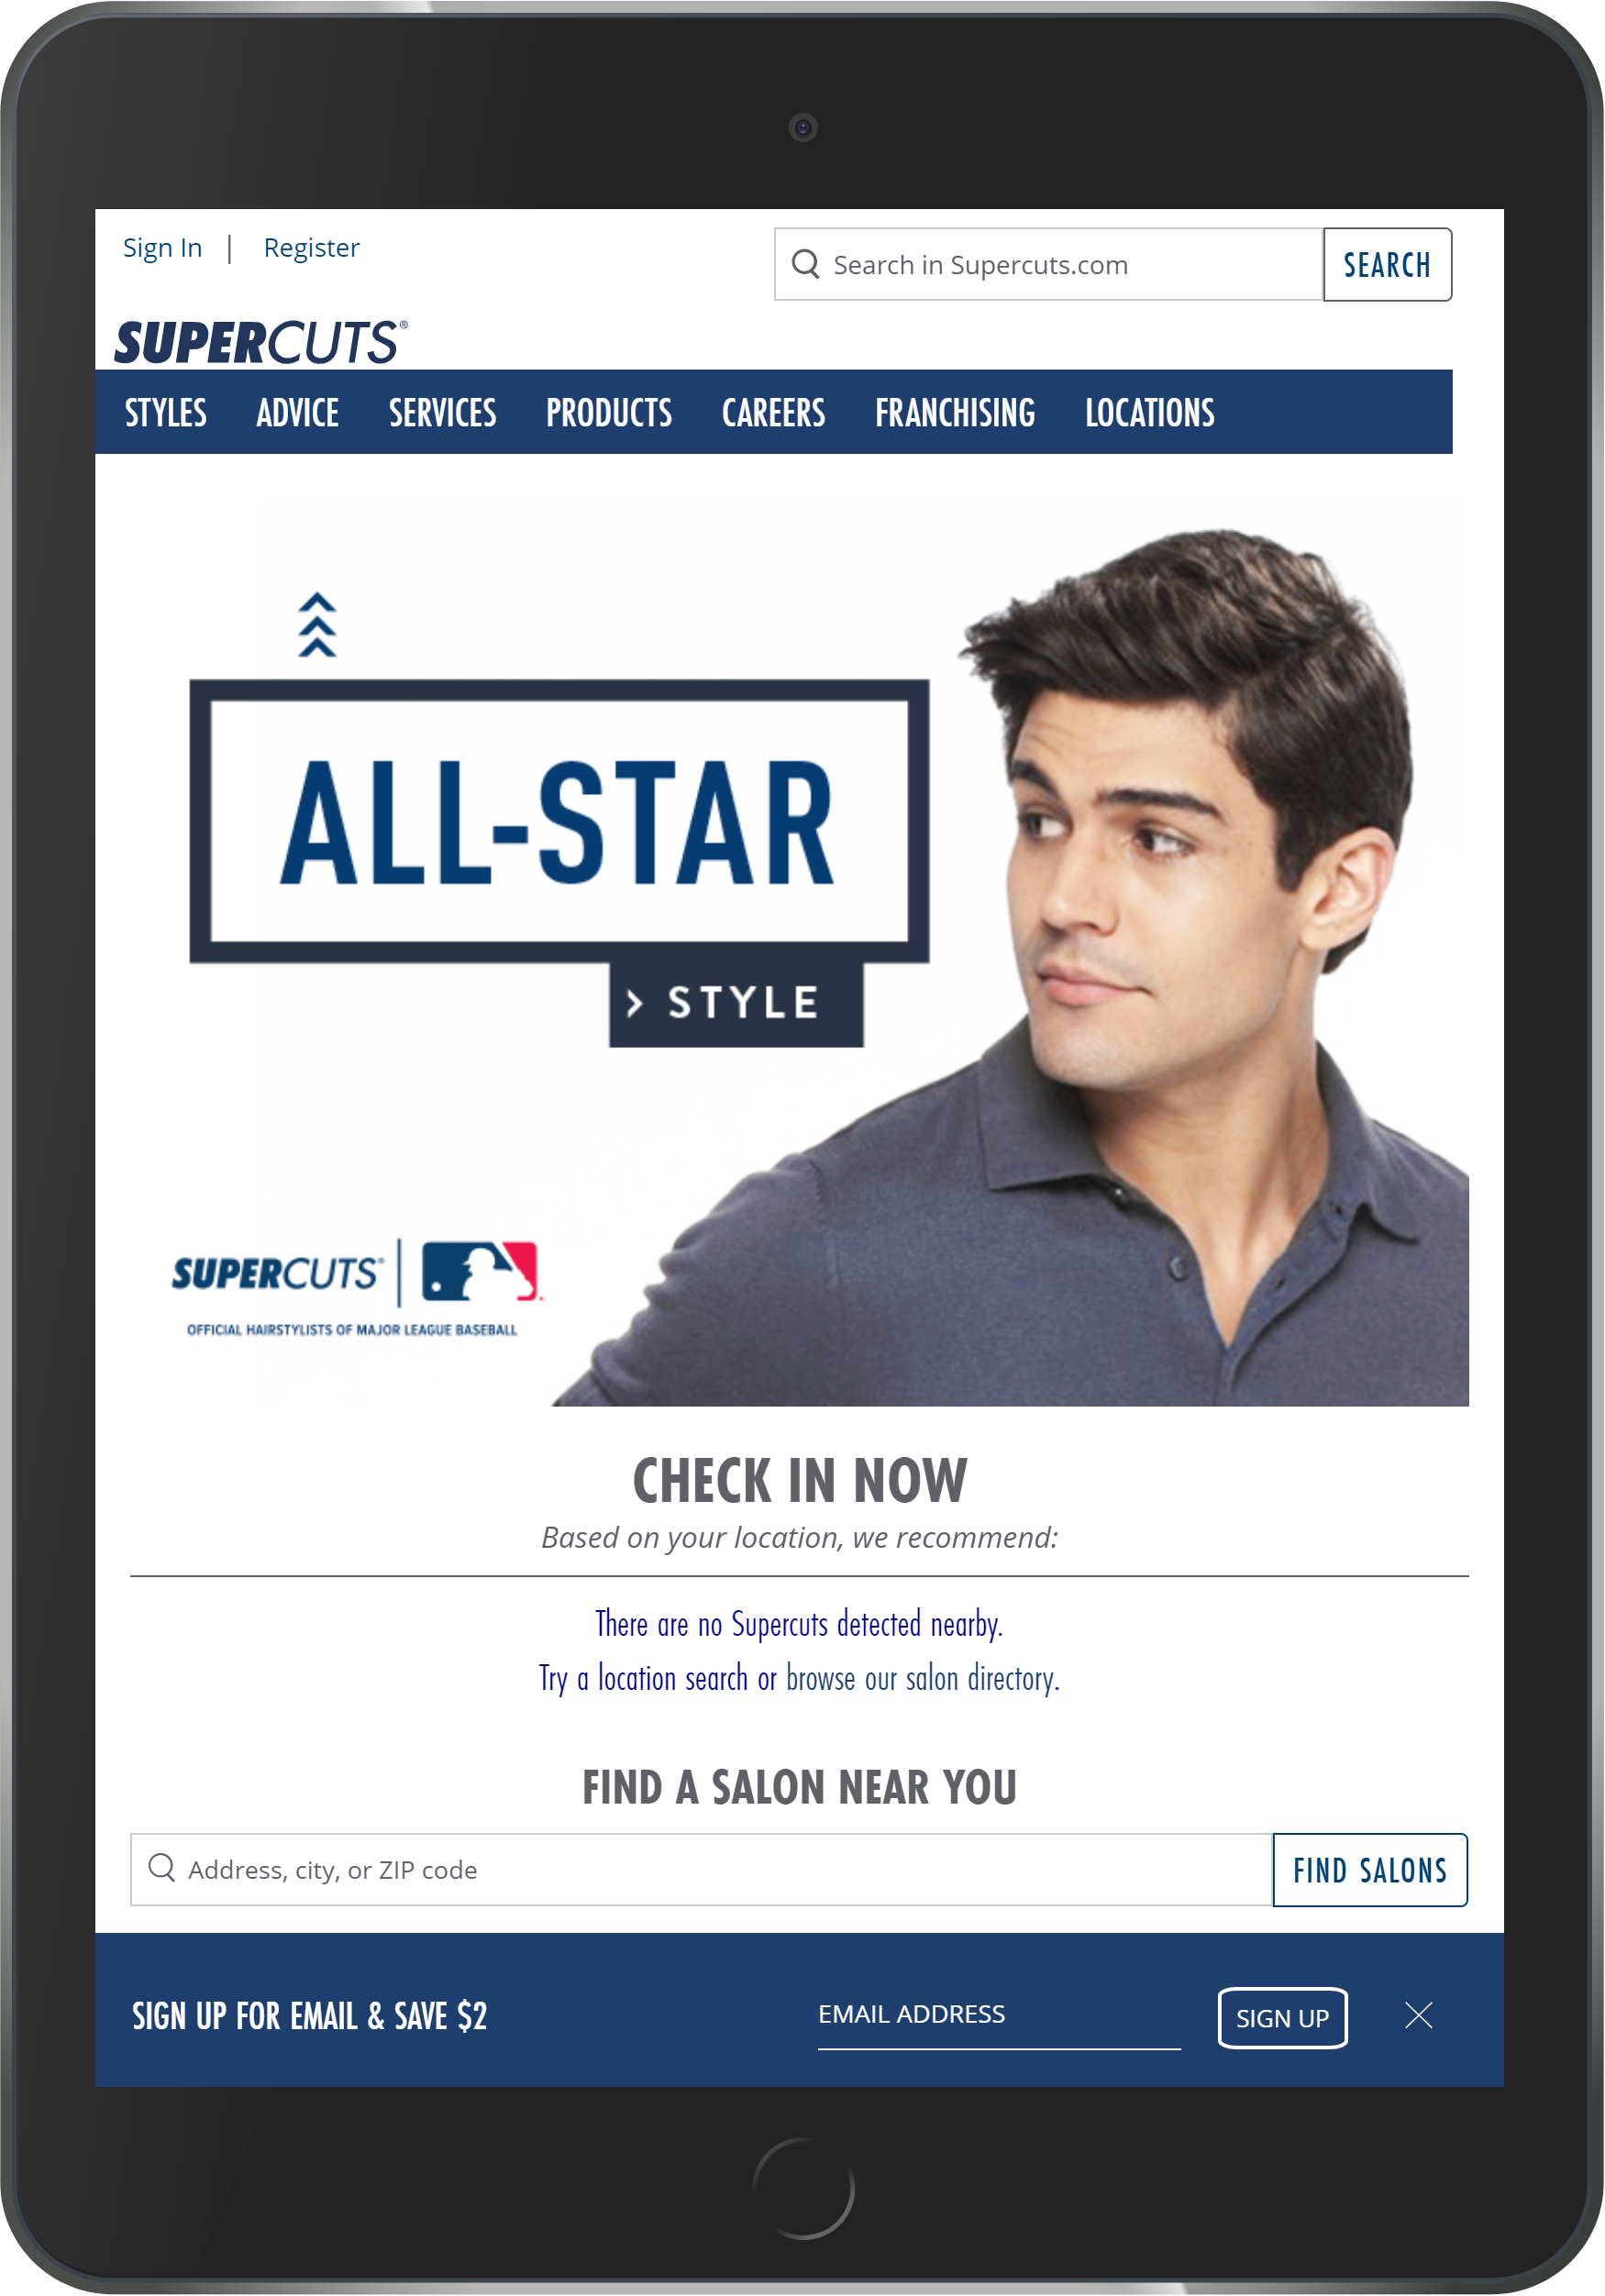 Sign In | Register
Search in Supercuts.com
SEARCH
SUPERCUTS®
STYLES ADVICE SERVICES PRODUCTS CAREERS FRANCHISING LOCATIONS
ALL-STAR
> STYLE
SUPERCUTS®
OFFICIAL HAIRSTYLISTS OF MAJOR LEAGUE BASEBALL
CHECK IN NOW
Based on your location, we recommend:
There are no Supercuts detected nearby.
Try a location search or browse our salon directory.
FIND A SALON NEAR YOU
Address, city, or ZIP code
FIND SALONS
SIGN UP FOR EMAIL & SAVE $2
EMAIL ADDRESS
SIGN UP